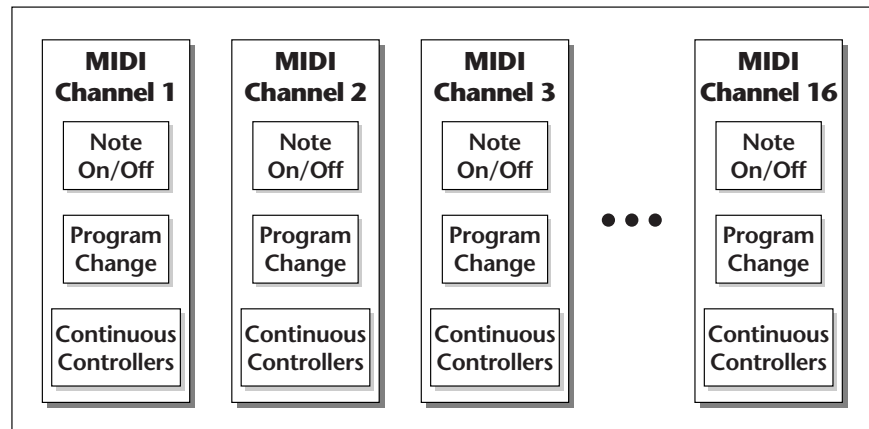 MIDI
Channel 1
Note
On/Off
Program
Change
Continuous
Controllers
MIDI
Channel 2
Note
On/Off
Program
Change
Continuous
Controllers
MIDI
Channel 3
Note
On/Off
Program
Change
Continuous
Controllers
•••
MIDI
Channel 16
Note
On/Off
Program
Change
Continuous
Controllers